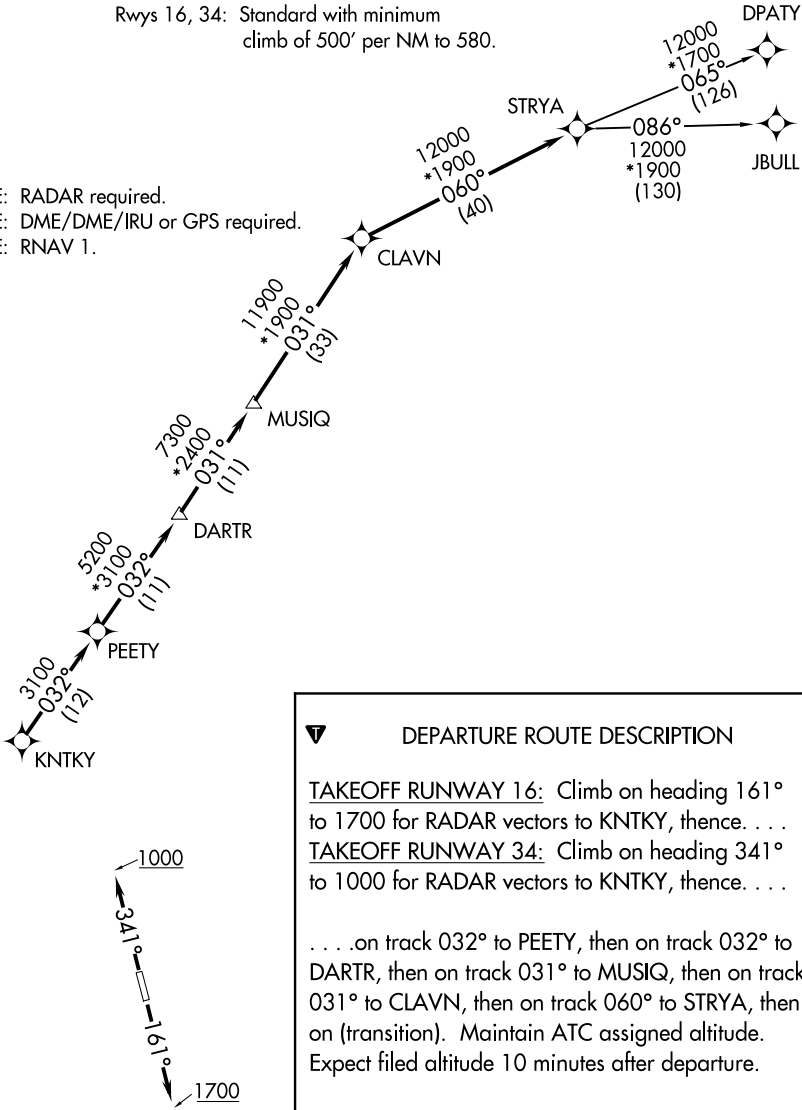 Rwys 16, 34: Standard with minimum
climb of 500' per NM to 580.
DPATY
12000
*1700
065°
(126)
STRYA
086°
12000
*1900
(130)
JBULL
12000
*1900
060°
(40)
E: RADAR required.
E: DME/DME/IRU or GPS required.
E: RNAV 1.
CLAVN
11900
*1900
031°
(33)
MUSIQ
7300
*2400
031°
(11)
DARTR
5200
*3100
032°
(11)
PEETY
3100
032°
(12)
KNTKY
T
DEPARTURE ROUTE DESCRIPTION
TAKEOFF RUNWAY 16: Climb on heading 161°
to 1700 for RADAR vectors to KNTKY, thence. . . .
TAKEOFF RUNWAY 34: Climb on heading 341°
to 1000 for RADAR vectors to KNTKY, thence. . . .
. . . .on track 032° to PEETY, then on track 032° to
DARTR, then on track 031° to MUSIQ, then on track
031° to CLAVN, then on track 060° to STRYA, then
on (transition). Maintain ATC assigned altitude.
Expect filed altitude 10 minutes after departure.
1000
341°
161°
1700